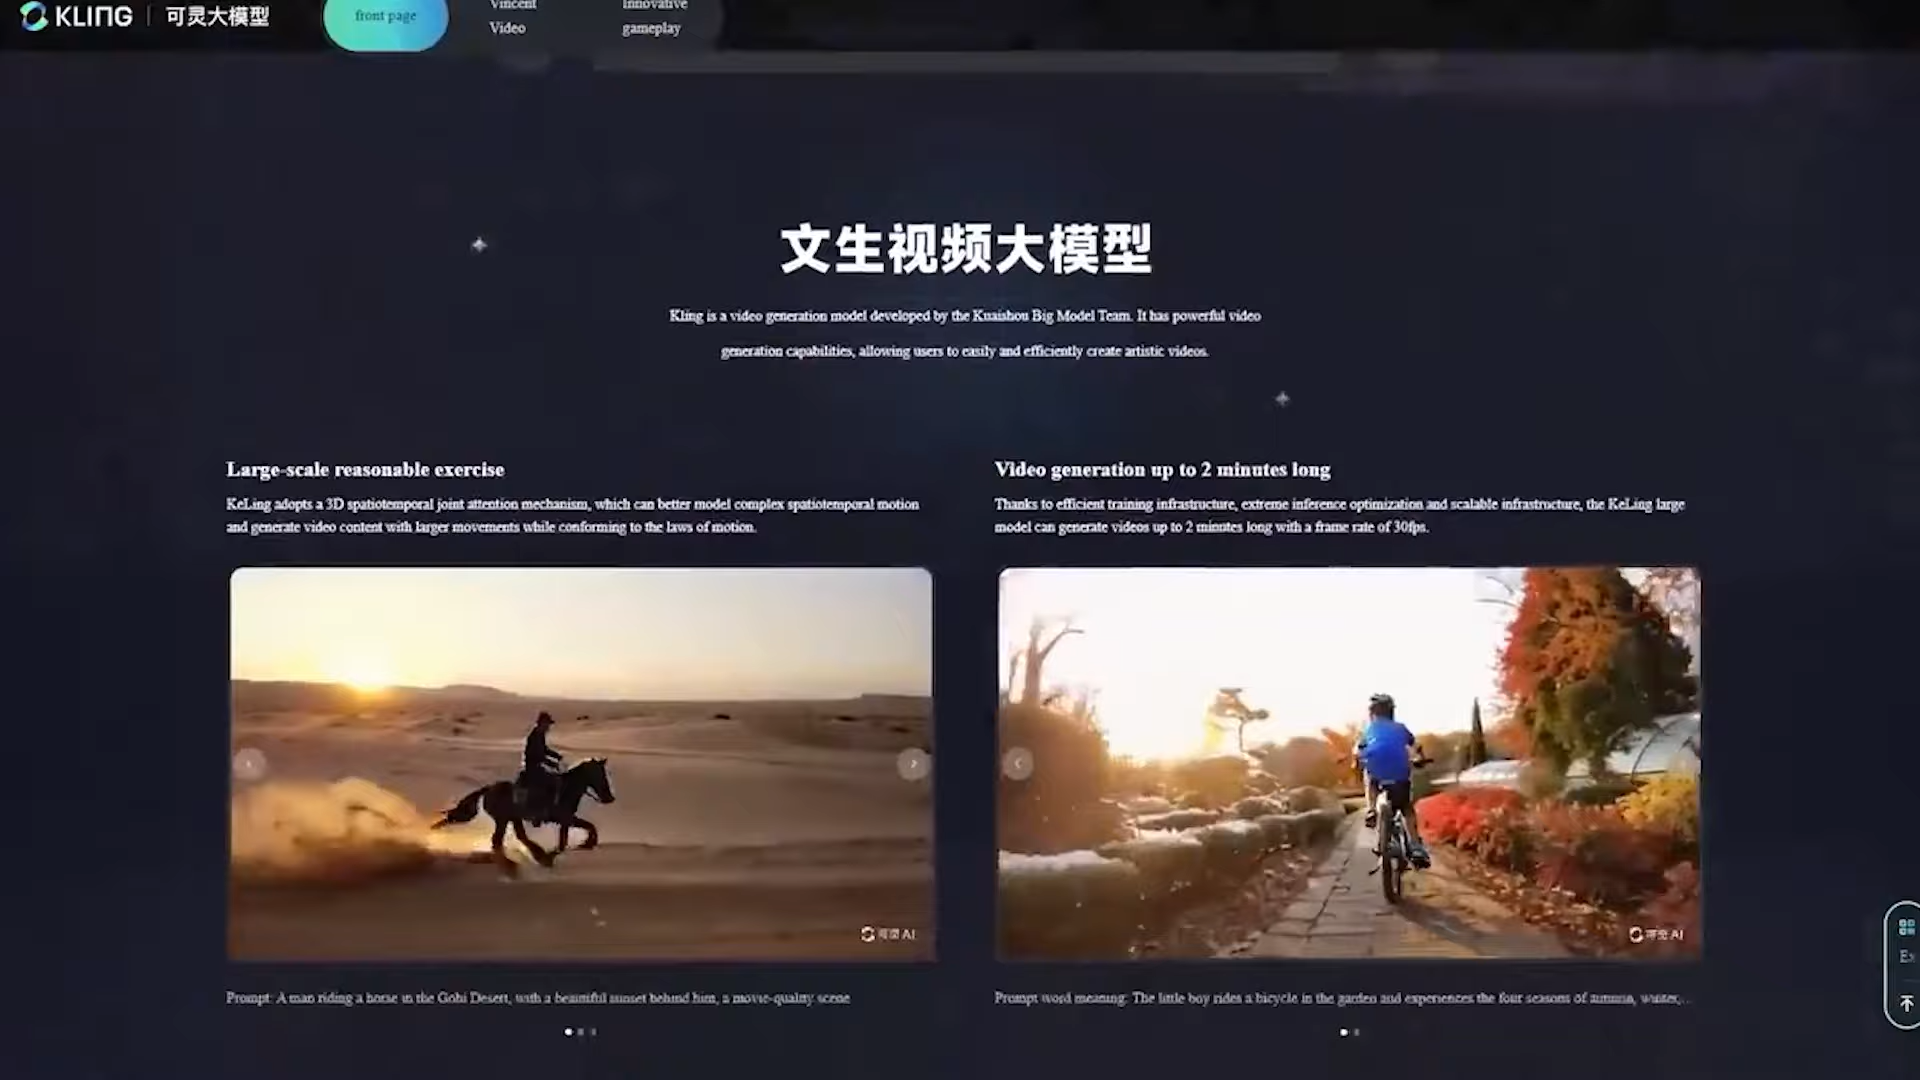 KLING | 可灵大模型
front page
Vincent
Video
Innovative
gameplay
文生视频大模型
Kling is a video generation model developed by the Kuaishou Big Model Team. It has powerful video
generation capabilities, allowing users to easily and efficiently create artistic videos.
Large-scale reasonable exercise
KeLing adopts a 3D spatiotemporal joint attention mechanism, which can better model complex spatiotemporal motion
and generate video content with larger movements while conforming to the laws of motion.
Video generation up to 2 minutes long
Thanks to efficient training infrastructure, extreme inference optimization and scalable infrastructure, the KeLing large
model can generate videos up to 2 minutes long with a frame rate of 30fps.
可灵 AI
可灵 AI
Prompt: A man riding a horse in the Gobi Desert, with a beautiful sunset behind him, a movie-quality scene
Prompt word meaning: The little boy rides a bicycle in the garden and experiences the four seasons of autumn, winter,...
Ex